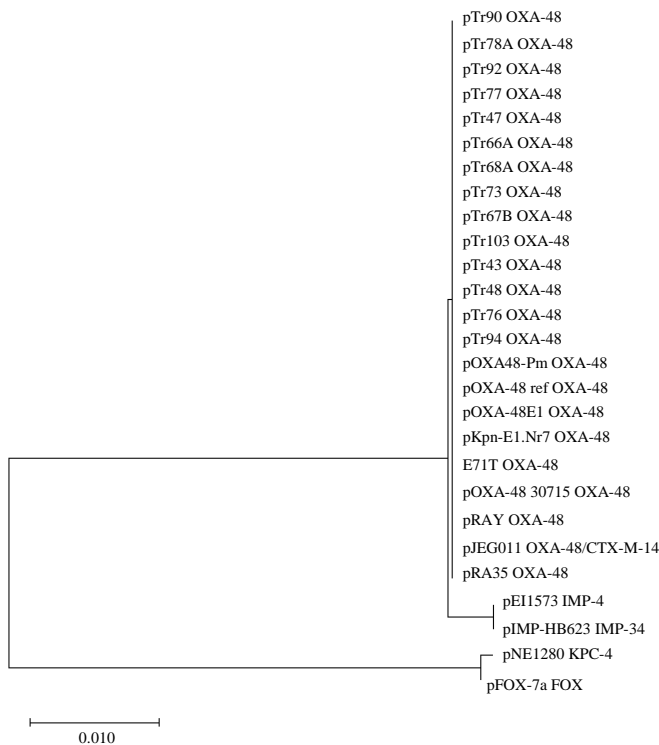 pTr90 OXA-48
pTr78A OXA-48
pTr92 OXA-48
pTr77 OXA-48
pTr47 OXA-48
pTr66A OXA-48
pTr68A OXA-48
pTr73 OXA-48
pTr67B OXA-48
pTr103 OXA-48
pTr43 OXA-48
pTr48 OXA-48
pTr76 OXA-48
pTr94 OXA-48
pOXA48-Pm OXA-48
pOXA-48 ref OXA-48
pOXA-48E1 OXA-48
pKpn-E1.Nr7 OXA-48
E71T OXA-48
pOXA-48 30715 OXA-48
pRAY OXA-48
pJEG011 OXA-48/CTX-M-14
pRA35 OXA-48
pEI1573 IMP-4
pIMP-HB623 IMP-34
pNE1280 KPC-4
pFOX-7a FOX
0.010